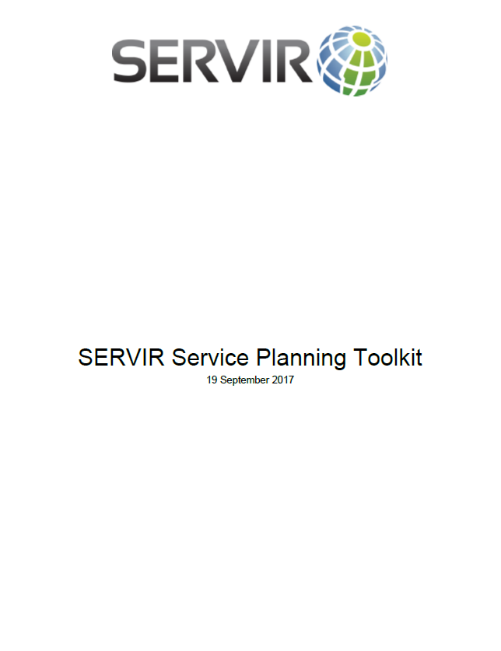 SERVIR
SERVIR Service Planning Toolkit
19 September 2017